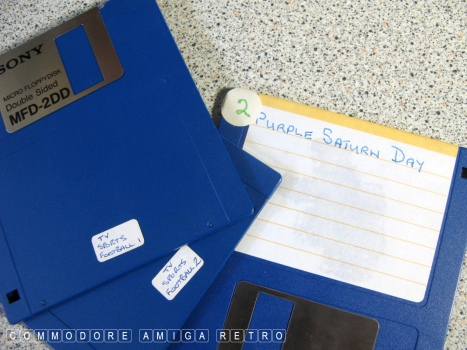 SONY
MICRO FLOPPYDISK
Double Sided
MFD-2DD
2
PURPLE SATURN DAY
TV
SPORTS
FOOTBALL 1
TV
SPORTS
FOOTBALL 2
COMMODORE AMIGA RETRO